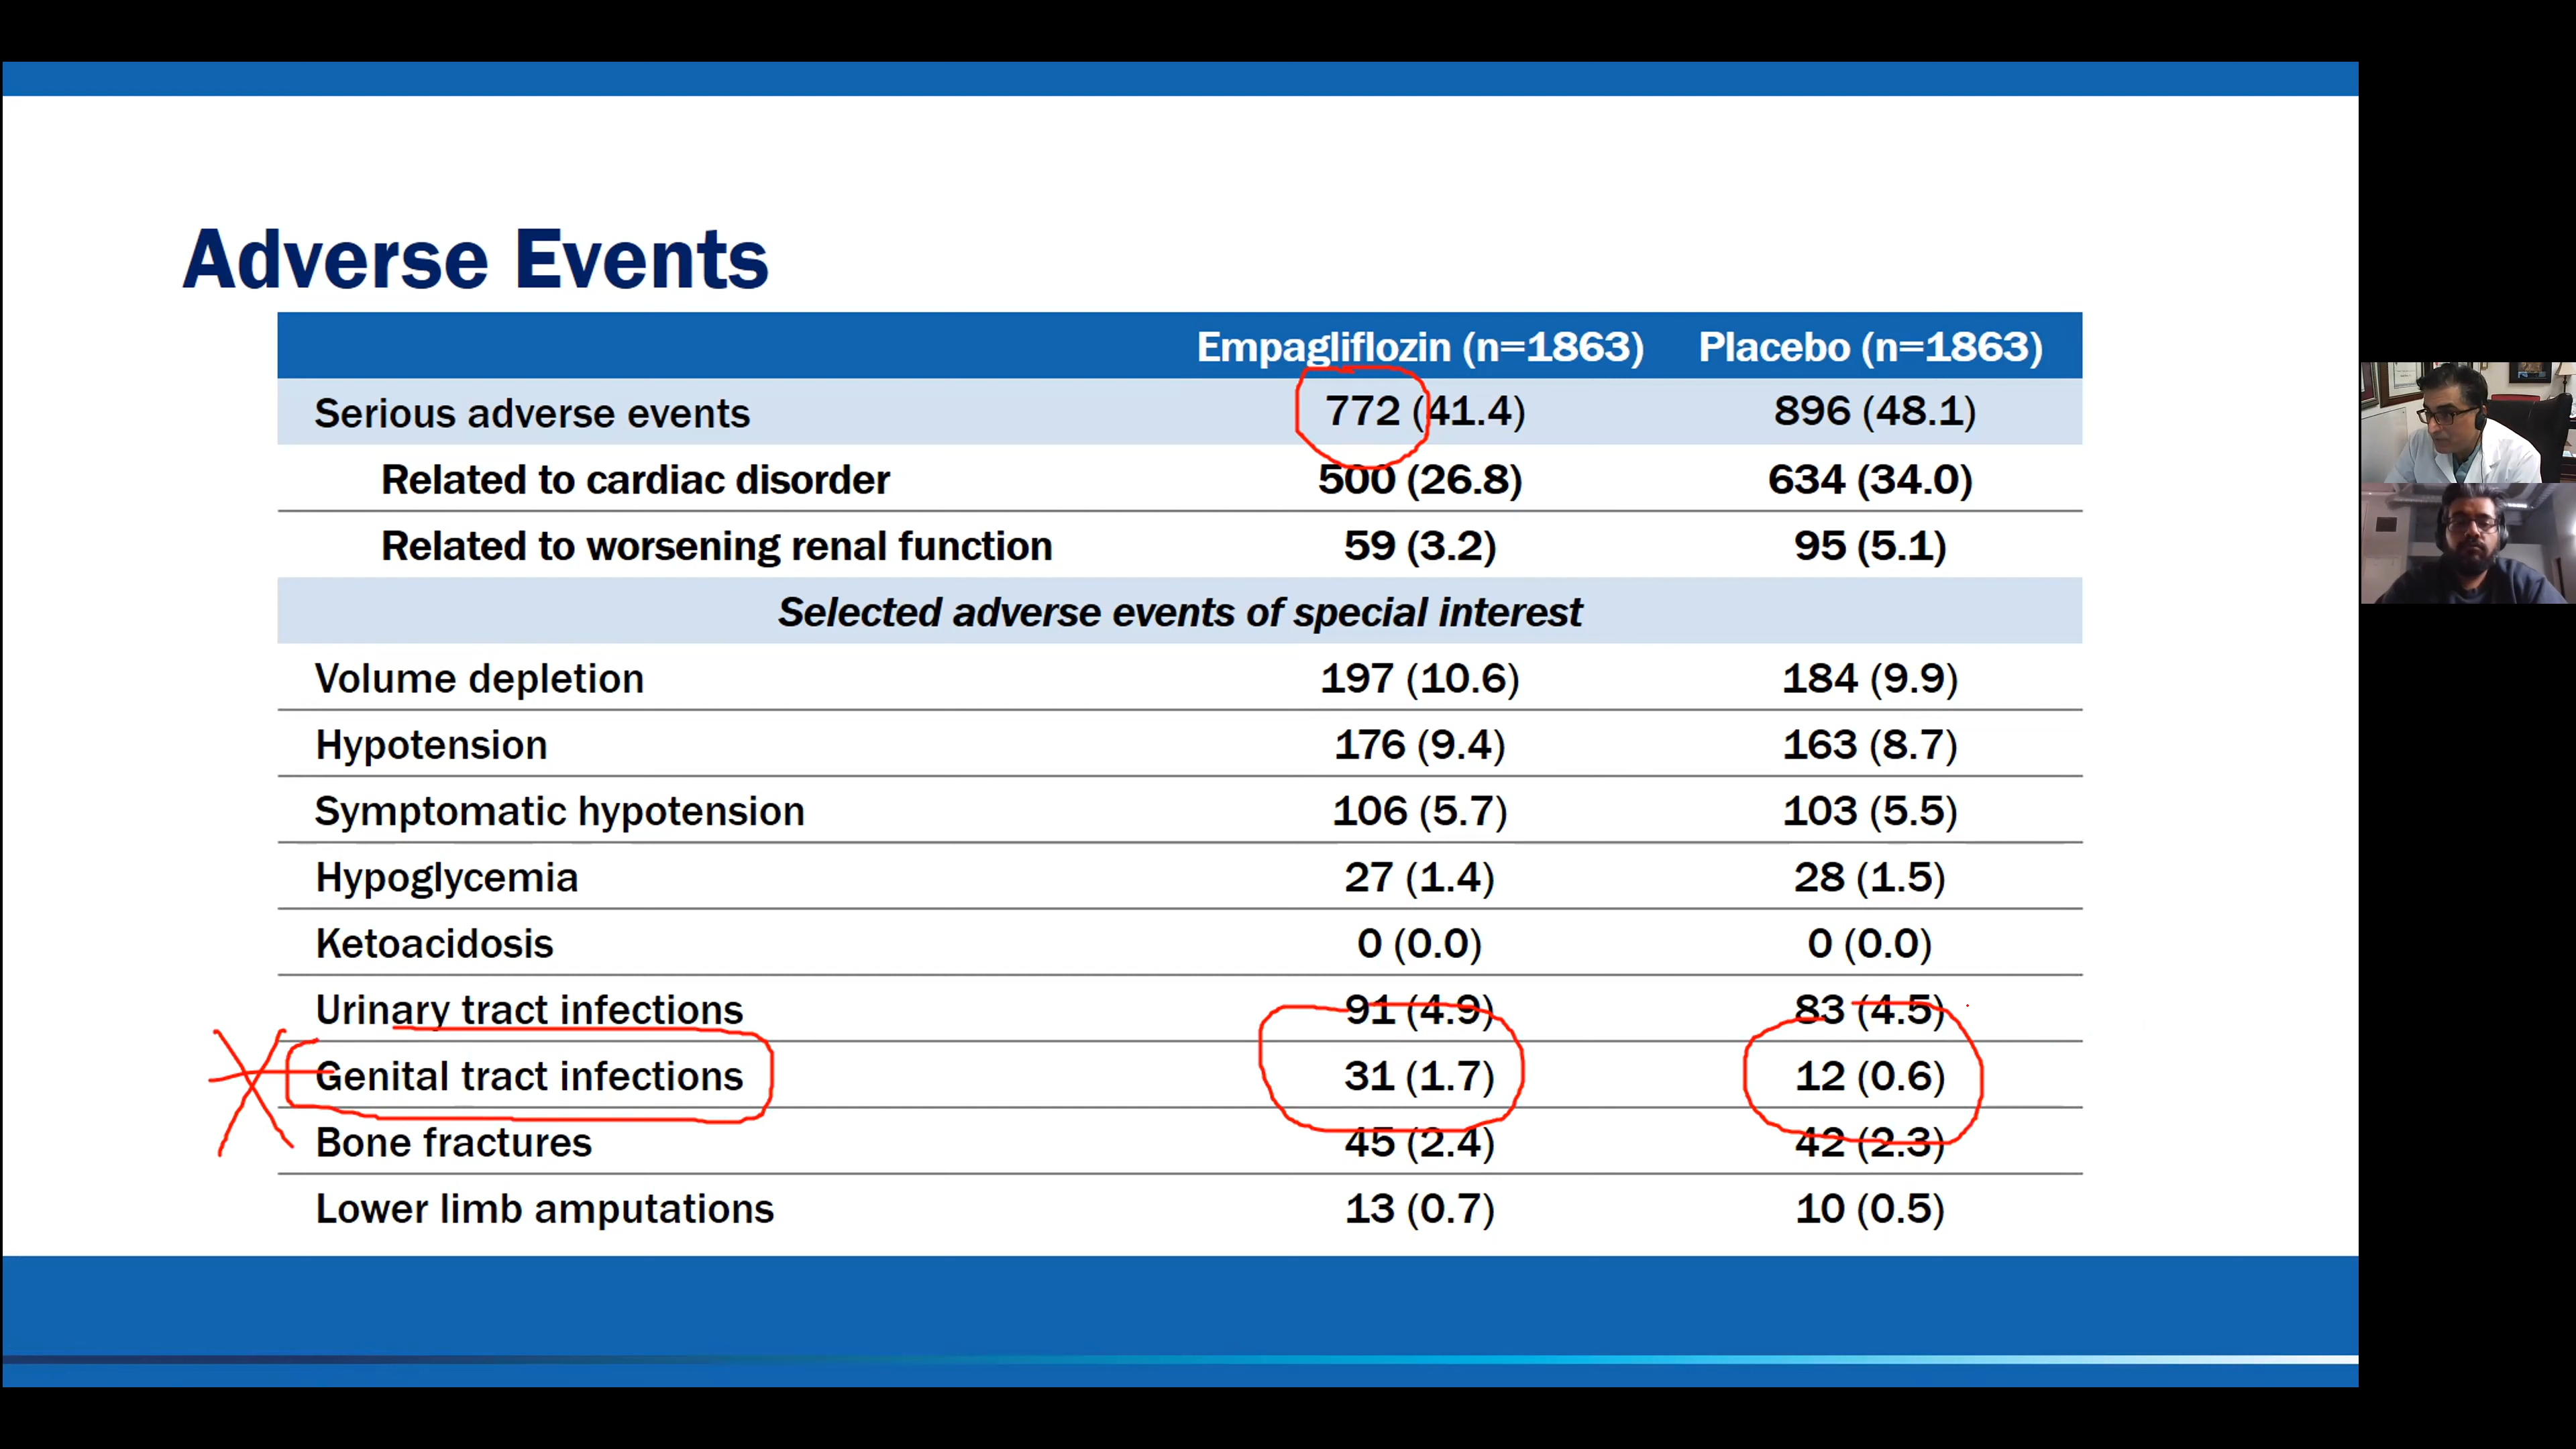 Adverse Events
Empagliflozin (n=1863) Placebo (n=1863)
Serious adverse events 772 (41.4) 896 (48.1)
Related to cardiac disorder 500 (26.8) 634 (34.0)
Related to worsening renal function 59 (3.2) 95 (5.1)
Selected adverse events of special interest
Volume depletion 197 (10.6) 184 (9.9)
Hypotension 176 (9.4) 163 (8.7)
Symptomatic hypotension 106 (5.7) 103 (5.5)
Hypoglycemia 27 (1.4) 28 (1.5)
Ketoacidosis 0 (0.0) 0 (0.0)
Urinary tract infections 91 (4.9) 83 (4.5)
Genital tract infections 31 (1.7) 12 (0.6)
Bone fractures 45 (2.4) 42 (2.3)
Lower limb amputations 13 (0.7) 10 (0.5)